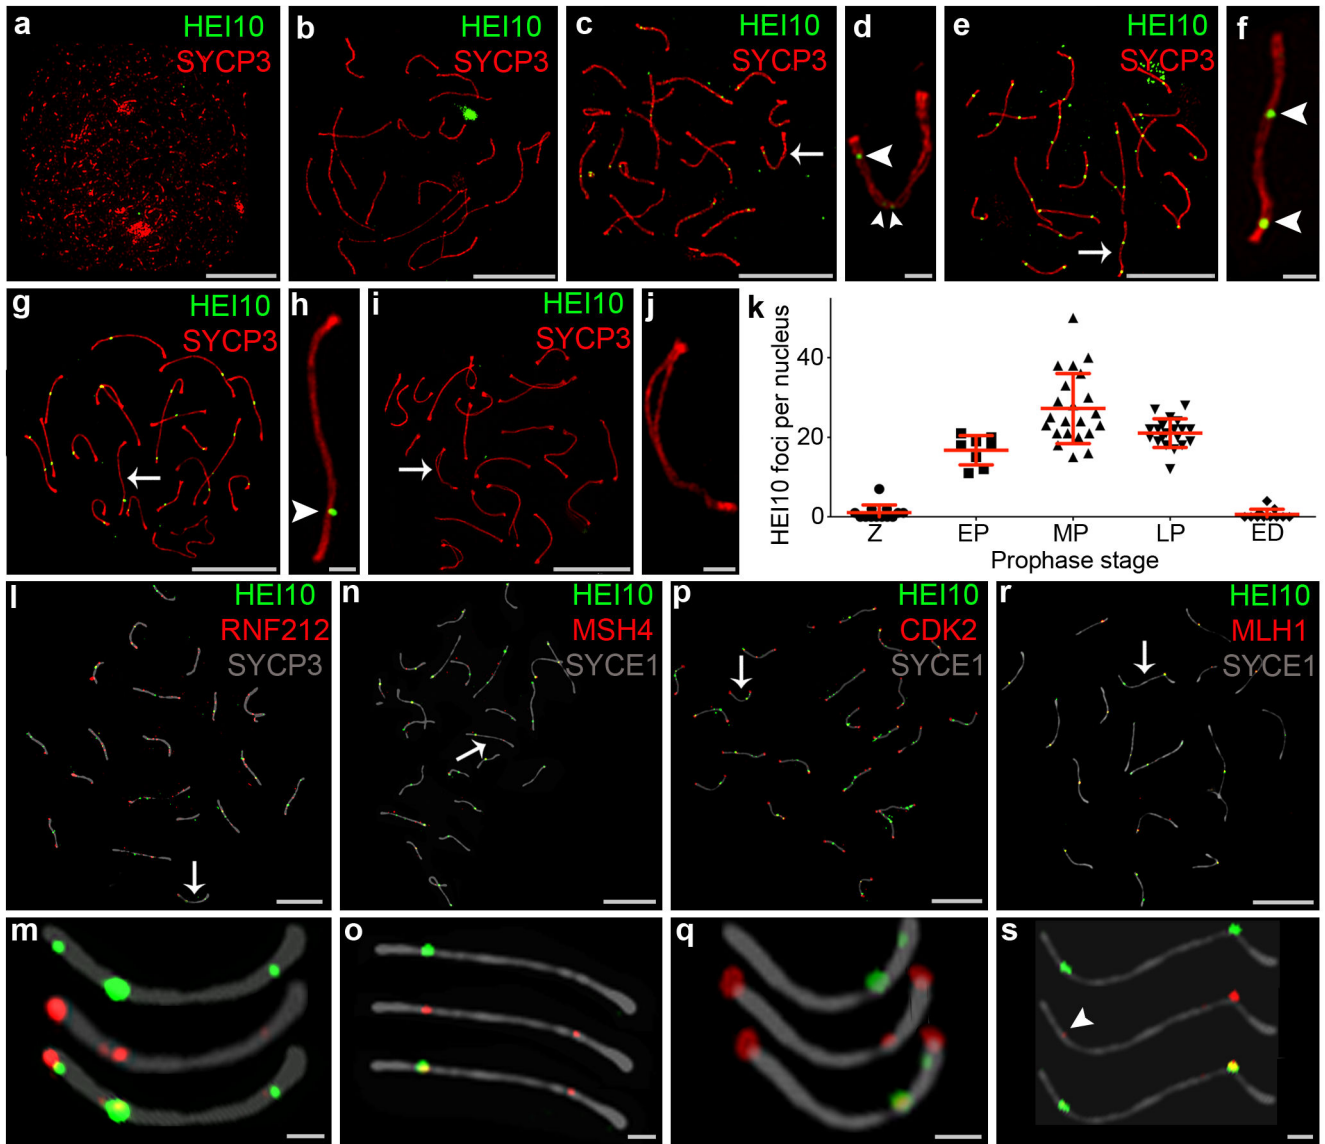 a
HEI10
SYCP3
b
HEI10
SYCP3
c
HEI10
SYCP3
d
e
HEI10
SYCP3
f
g
HEI10
SYCP3
h
i
HEI10
SYCP3
j
k
HEI10 foci per nucleus
40
20
0
Z EP MP LP ED
Prophase stage
l
HEI10
RNF212
SYCP3
n
HEI10
MSH4
SYCE1
p
HEI10
CDK2
SYCE1
r
HEI10
MLH1
SYCE1
m
o
q
s